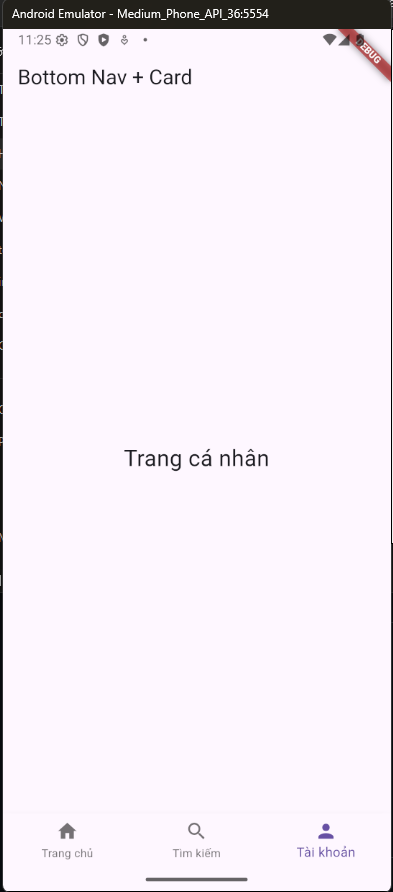 Android Emulator - Medium_Phone_API_36:5554
11:25
DEBUG
Bottom Nav + Card
Trang cá nhân
Trang chủ
Tìm kiếm
Tài khoản